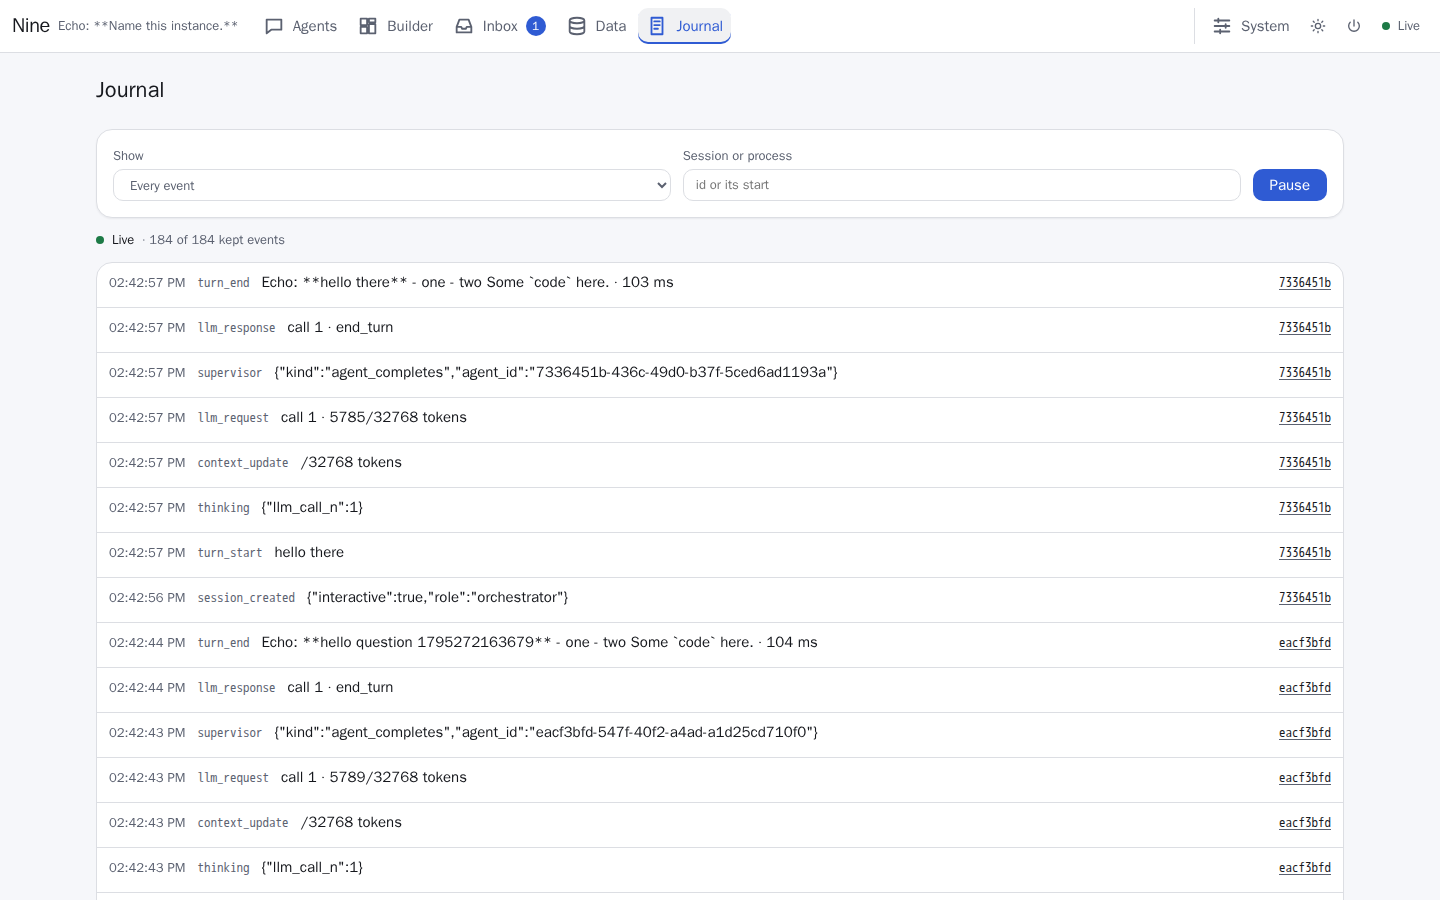 Nine Echo: **Name this instance.** Agents Builder Inbox 1 Data Journal System Live
Journal
Show Session or process
Every event id or its start Pause
Live · 184 of 184 kept events
02:42:57 PM turn_end Echo: **hello there** - one - two Some `code` here. · 103 ms 7336451b
02:42:57 PM llm_response call 1 · end_turn 7336451b
02:42:57 PM supervisor {"kind":"agent_completes","agent_id":"7336451b-436c-49d0-b37f-5ced6ad1193a"} 7336451b
02:42:57 PM llm_request call 1 · 5785/32768 tokens 7336451b
02:42:57 PM context_update /32768 tokens 7336451b
02:42:57 PM thinking {"llm_call_n":1} 7336451b
02:42:57 PM turn_start hello there 7336451b
02:42:56 PM session_created {"interactive":true,"role":"orchestrator"} 7336451b
02:42:44 PM turn_end Echo: **hello question 1795272163679** - one - two Some `code` here. · 104 ms eacf3bfd
02:42:44 PM llm_response call 1 · end_turn eacf3bfd
02:42:43 PM supervisor {"kind":"agent_completes","agent_id":"eacf3bfd-547f-40f2-a4ad-a1d25cd710f0"} eacf3bfd
02:42:43 PM llm_request call 1 · 5789/32768 tokens eacf3bfd
02:42:43 PM context_update /32768 tokens eacf3bfd
02:42:43 PM thinking {"llm_call_n":1} eacf3bfd